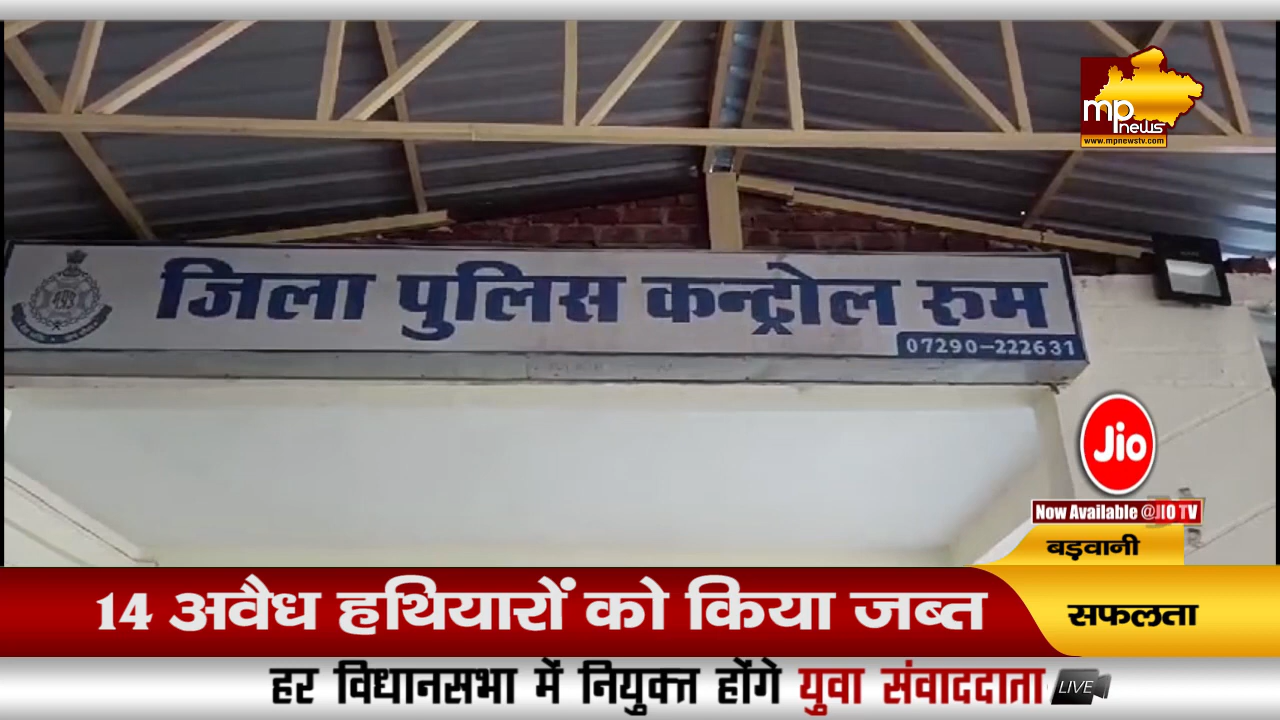 mp
news
www.mpnewstv.com
जिला पुलिस कन्ट्रोल रूम
07290-222631
Jio
Now Available @JIO TV
बड़वानी
14 अवैध हथियारों को किया जब्त
सफलता
हर विधानसभा में नियुक्त होंगे युवा संवाददाता
LIVE